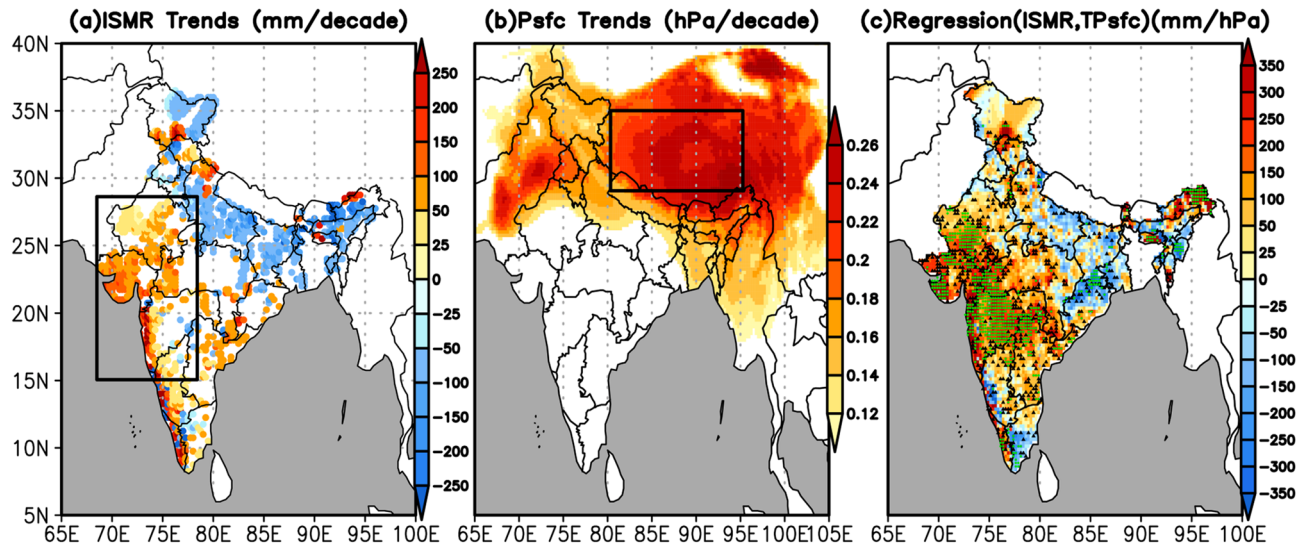 (a)ISMR Trends (mm/decade)
(b)Psfc Trends (hPa/decade)
(c)Regression(ISMR,TPsfc)(mm/hPa)
40N
35N
30N
25N
20N
15N
10N
5N
65E 70E 75E 80E 85E 90E 95E 100E
250
200
150
100
50
25
0
-25
-50
-100
-150
-200
-250
65E 70E 75E 80E 85E 90E 95E 100E 105E
0.26
0.24
0.22
0.2
0.18
0.16
0.14
0.12
65E 70E 75E 80E 85E 90E 95E 100E
350
300
250
200
150
100
50
25
0
-25
-50
-100
-150
-200
-250
-300
-350